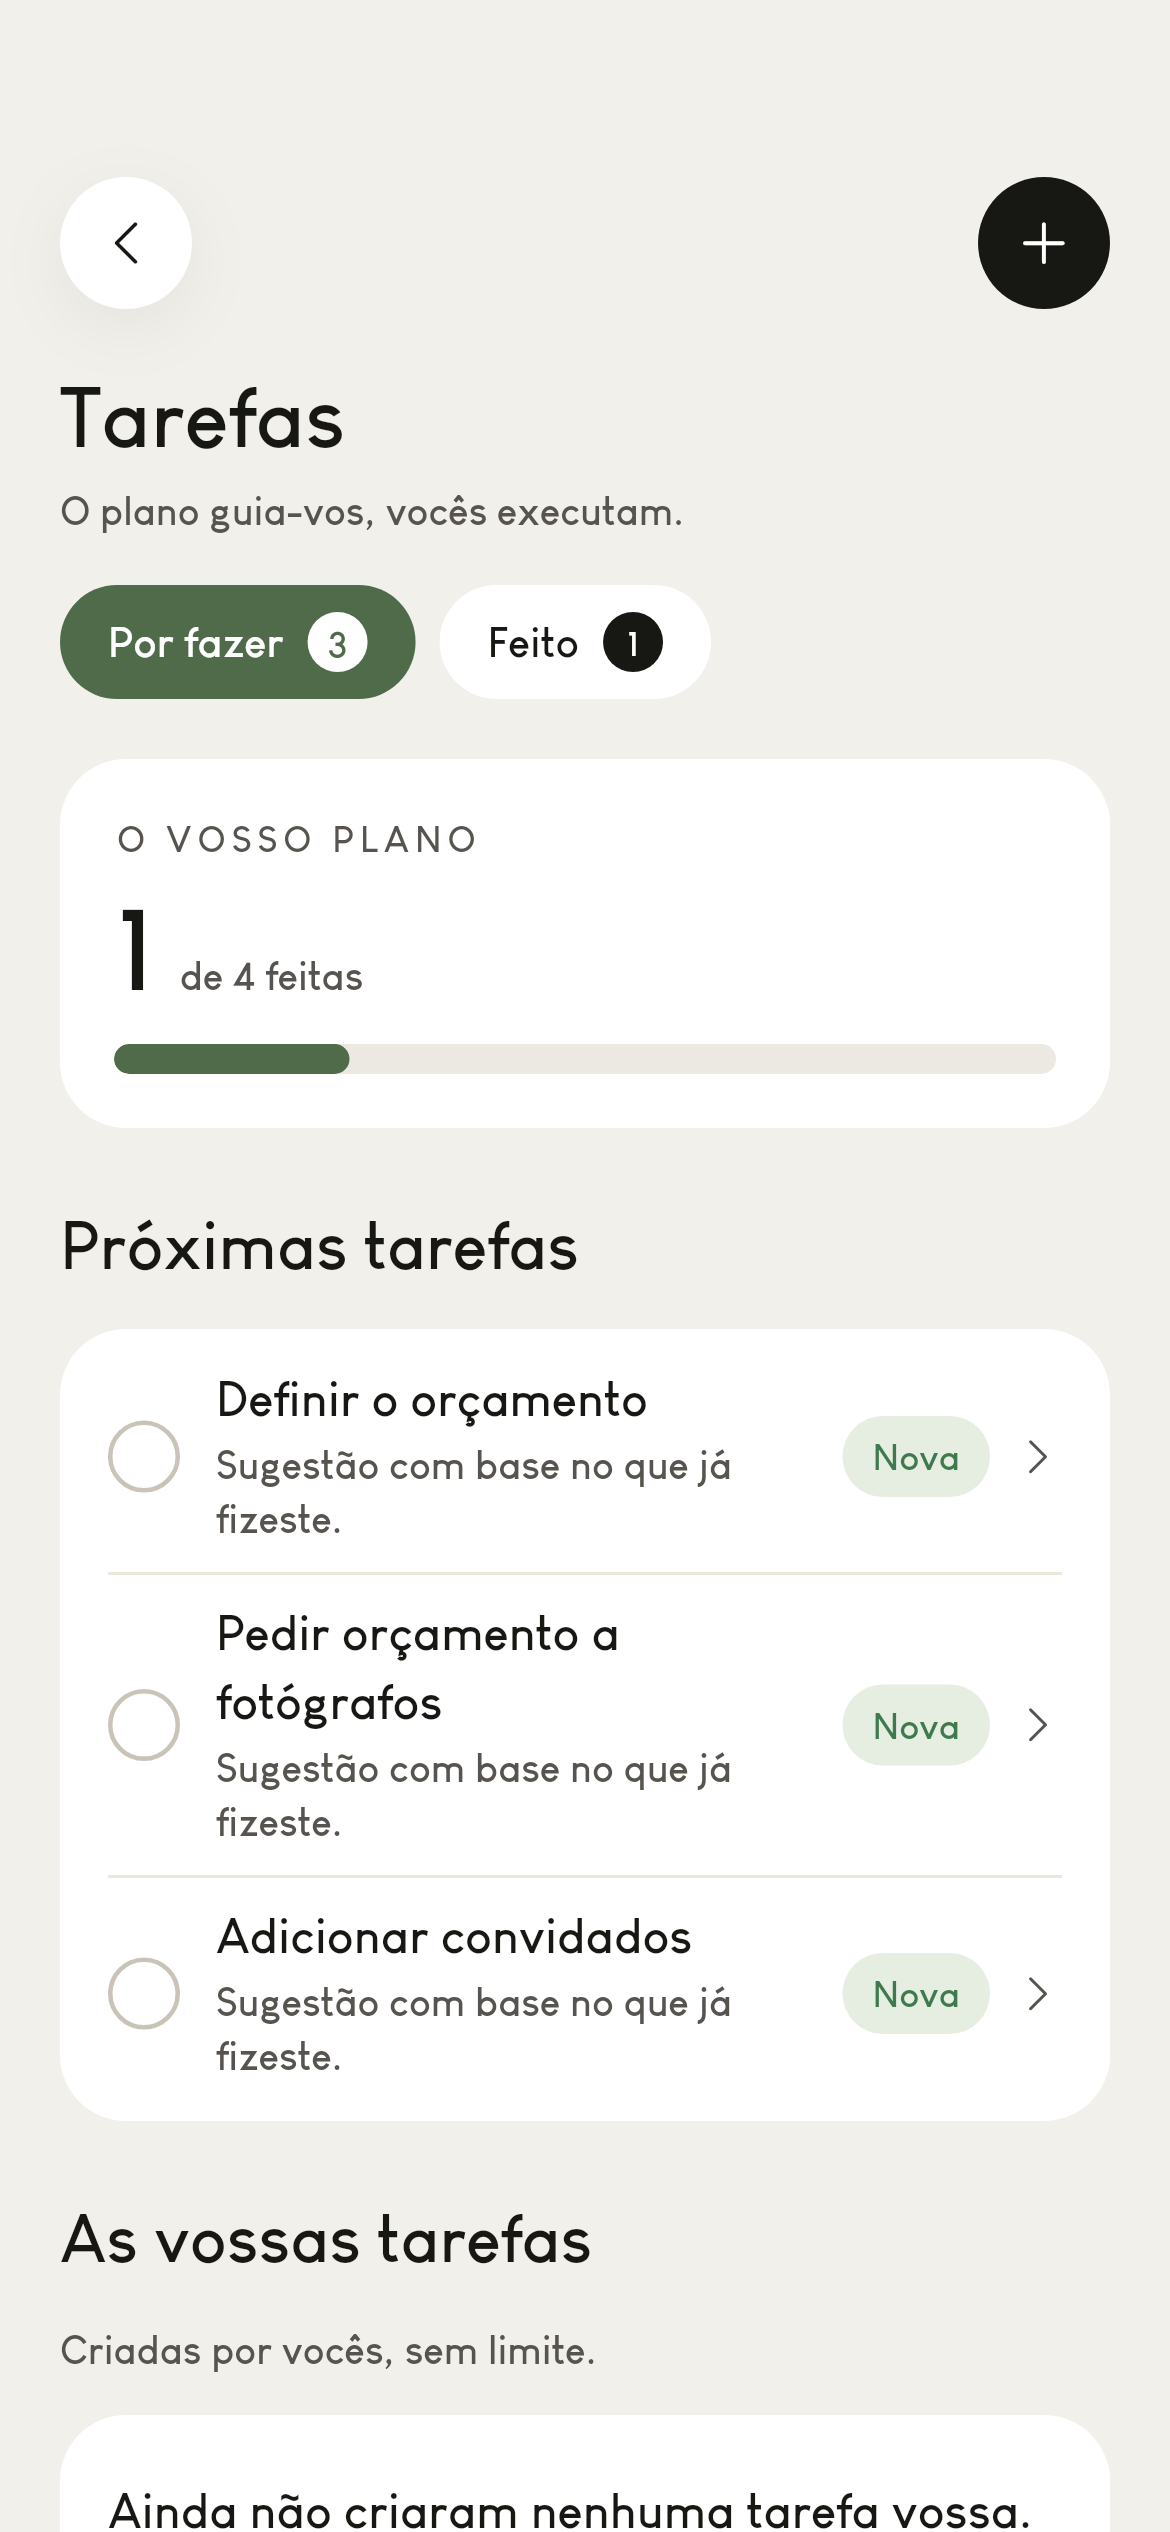 Tarefas
O plano guia-vos, vocês executam.
Por fazer 3 Feito 1
O VOSSO PLANO
1 de 4 feitas
Próximas tarefas
Definir o orçamento
Sugestão com base no que já
fizeste.
Nova
Pedir orçamento a
fotógrafos
Sugestão com base no que já
fizeste.
Nova
Adicionar convidados
Sugestão com base no que já
fizeste.
Nova
As vossas tarefas
Criadas por vocês, sem limite.
Ainda não criaram nenhuma tarefa vossa.